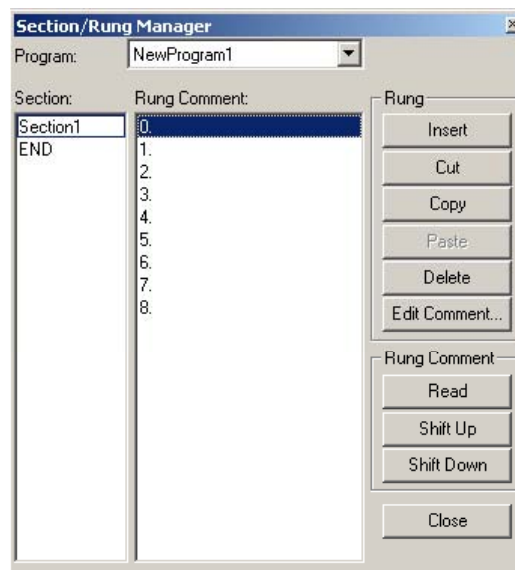 Section/Rung Manager
Program:
NewProgram1
Section:
Rung Comment:
Section1
END
0.
1.
2.
3.
4.
5.
6.
7.
8.
Rung
Insert
Cut
Copy
Paste
Delete
Edit Comment...
Rung Comment
Read
Shift Up
Shift Down
Close